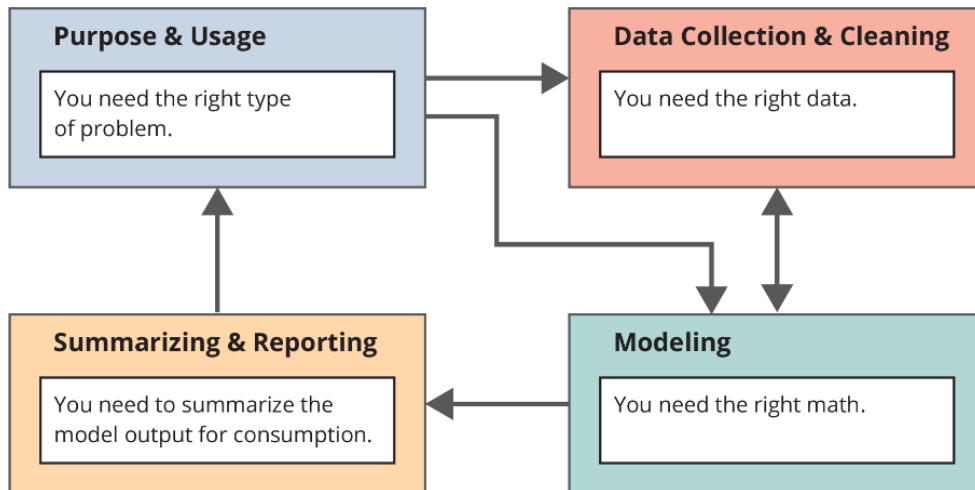 Purpose & Usage
You need the right type
of problem.
Data Collection & Cleaning
You need the right data.
Summarizing & Reporting
You need to summarize the
model output for consumption.
Modeling
You need the right math.